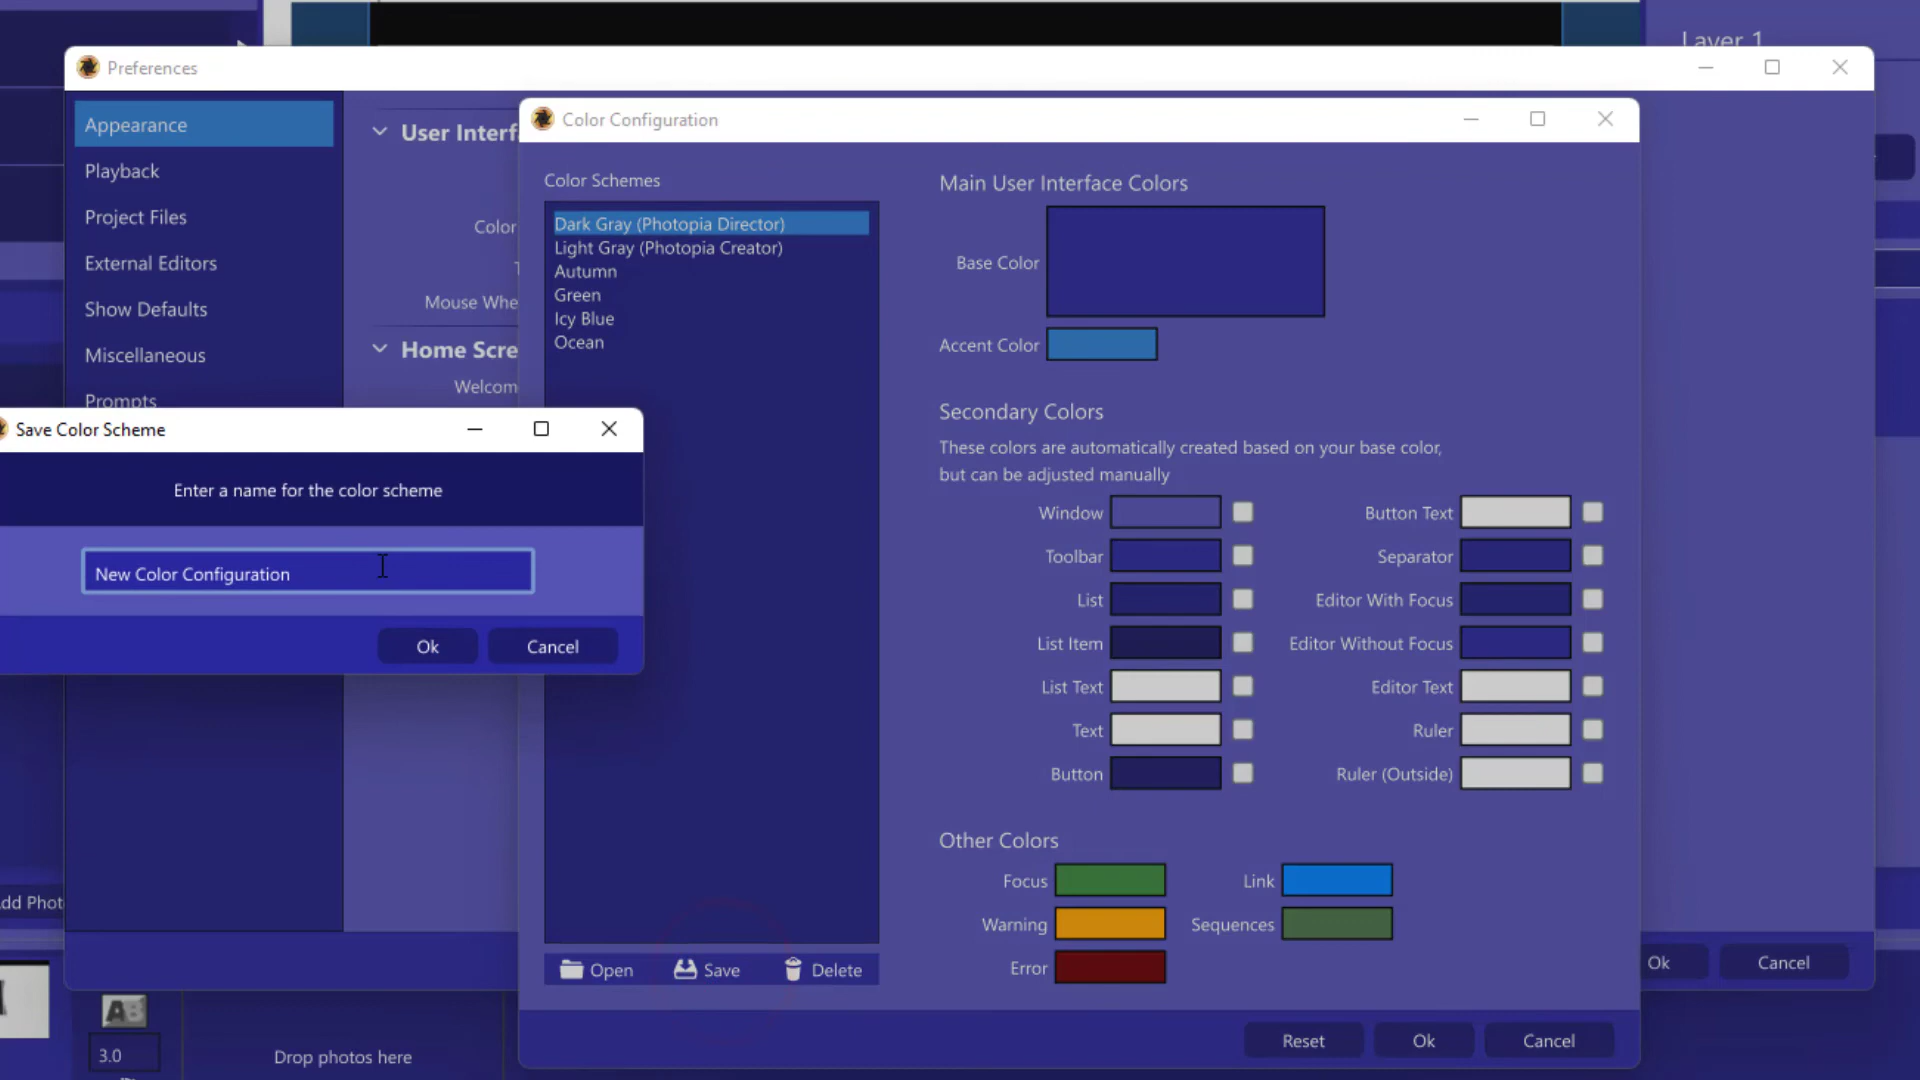 Layer 1
Preferences
Appearance
Playback
Project Files
External Editors
Show Defaults
Miscellaneous
Prompts
User Interf
Color
Mouse Whe
Home Scre
Welcom
Color Configuration
Color Schemes
Dark Gray (Photopia Director)
Light Gray (Photopia Creator)
Autumn
Green
Icy Blue
Ocean
Open
Save
Delete
Main User Interface Colors
Base Color
Accent Color
Secondary Colors
These colors are automatically created based on your base color,
but can be adjusted manually
Window
Button Text
Toolbar
Separator
List
Editor With Focus
List Item
Editor Without Focus
List Text
Editor Text
Text
Ruler
Button
Ruler (Outside)
Other Colors
Focus
Link
Warning
Sequences
Error
Reset
Ok
Cancel
Save Color Scheme
Enter a name for the color scheme
New Color Configuration
Ok
Cancel
Ok
Cancel
dd Phot
AB
3.0
Drop photos here